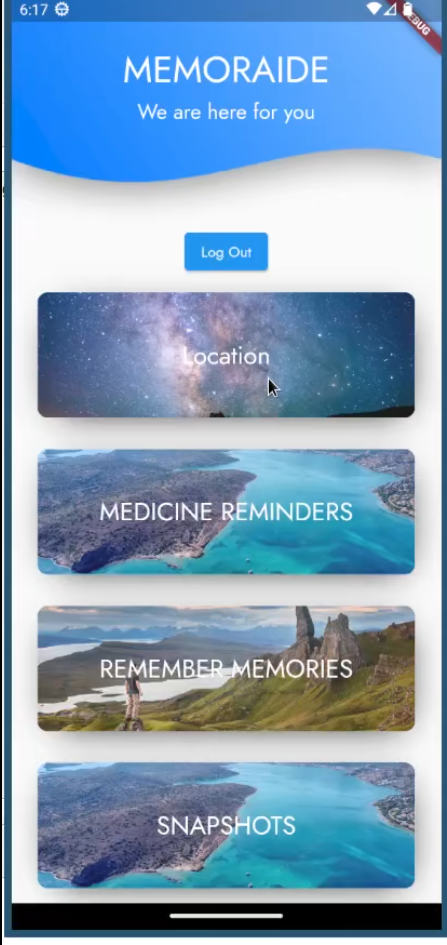 6:17
DEBUG
MEMORAIDE
We are here for you
Log Out
Location
MEDICINE REMINDERS
REMEMBER MEMORIES
SNAPSHOTS